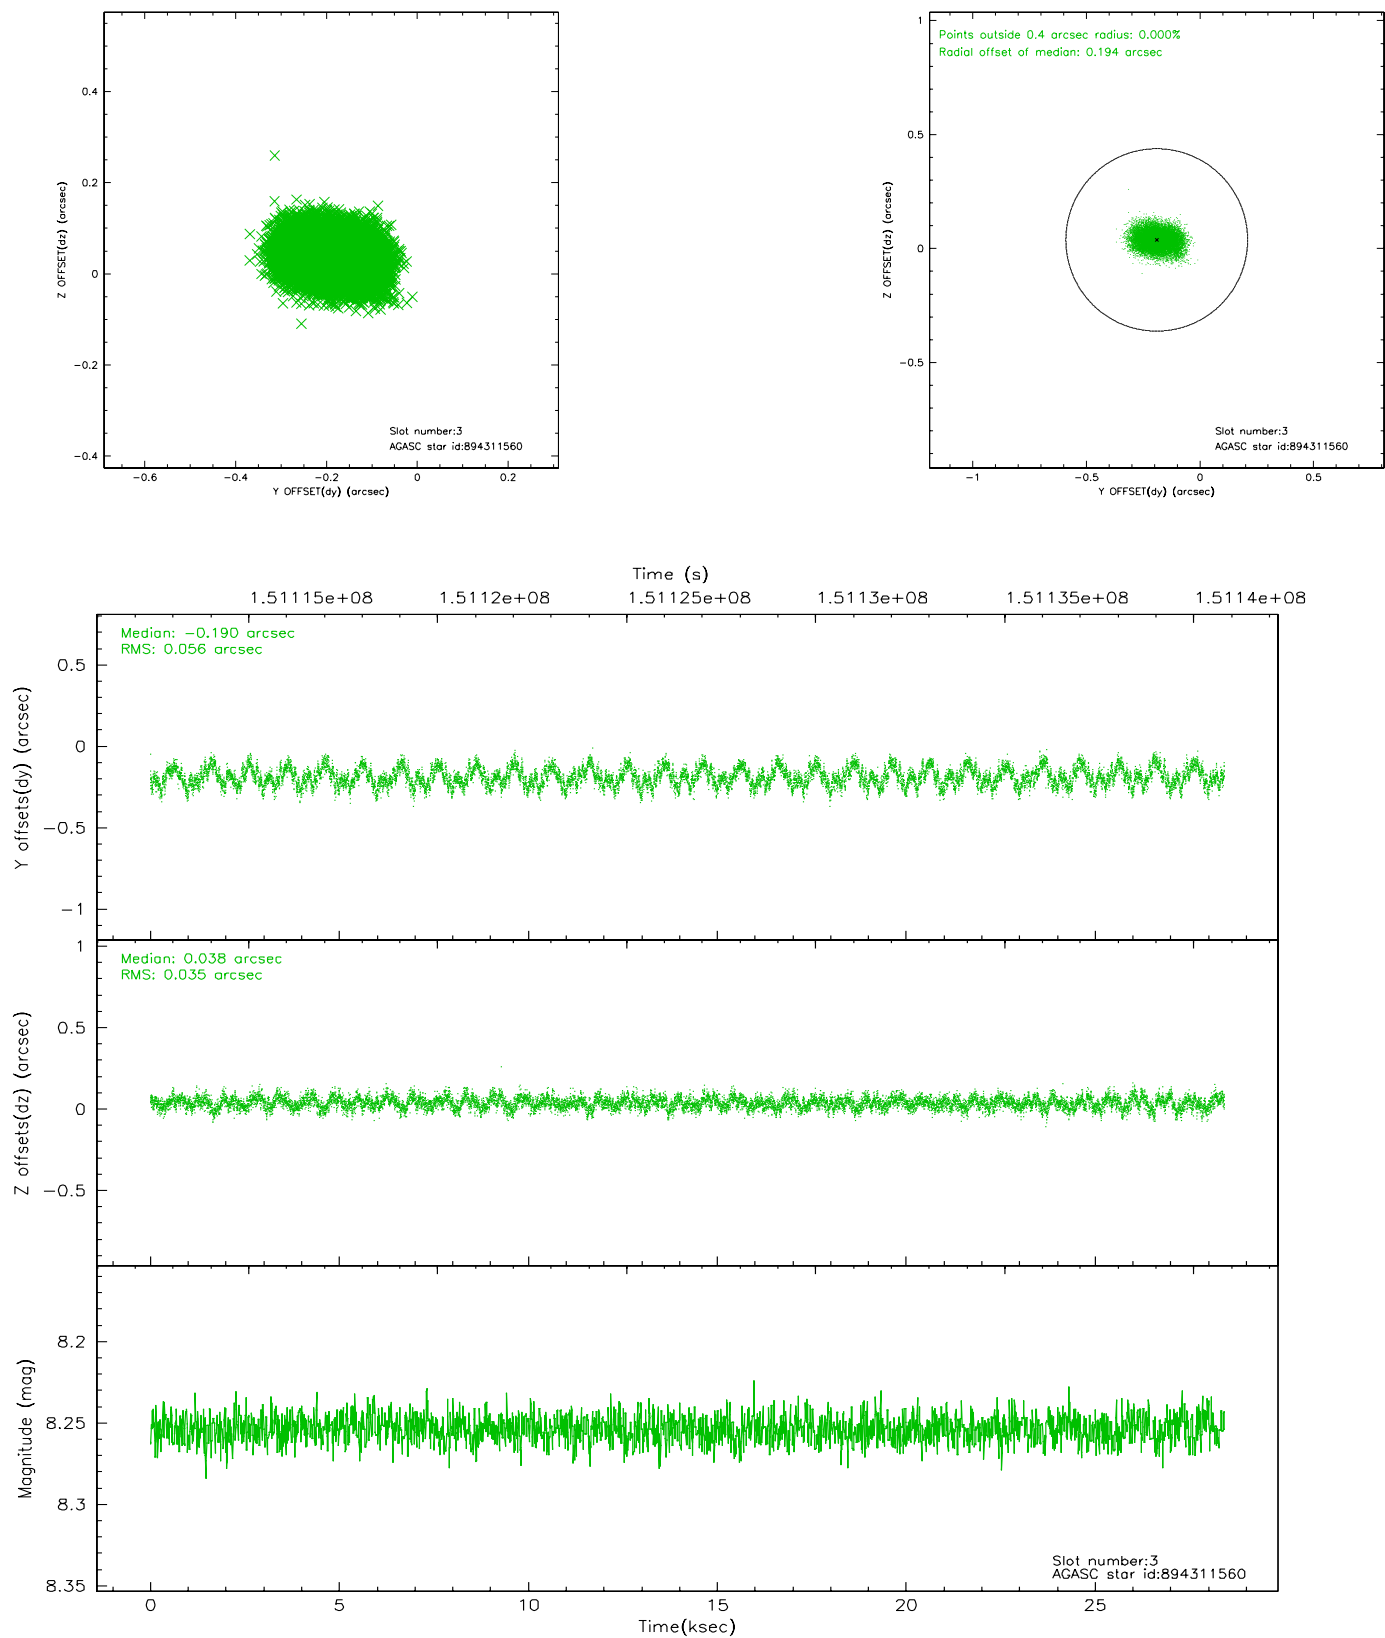 0.4
0.2
0
−0.2
−0.4
Z OFFSET(dz) (arcsec)
−0.6
−0.4
−0.2
0
0.2
Y OFFSET(dy) (arcsec)
Slot number:3
AGASC star id:894311560
Points outside 0.4 arcsec radius: 0.000%
Radial offset of median: 0.194 arcsec
1
0.5
0
−0.5
Z OFFSET(dz) (arcsec)
−1
−0.5
0
0.5
Y OFFSET(dy) (arcsec)
Slot number:3
AGASC star id:894311560
Time (s)
1.51115e+08
1.5112e+08
1.51125e+08
1.5113e+08
1.51135e+08
1.5114e+08
Median: −0.190 arcsec
RMS: 0.056 arcsec
0.5
0
−0.5
−1
Y offsets(dy) (arcsec)
Median: 0.038 arcsec
RMS: 0.035 arcsec
1
0.5
0
−0.5
Z offsets(dz) (arcsec)
8.2
8.25
8.3
8.35
Magnitude (mag)
Slot number:3
AGASC star id:894311560
0
5
10
15
20
25
Time(ksec)